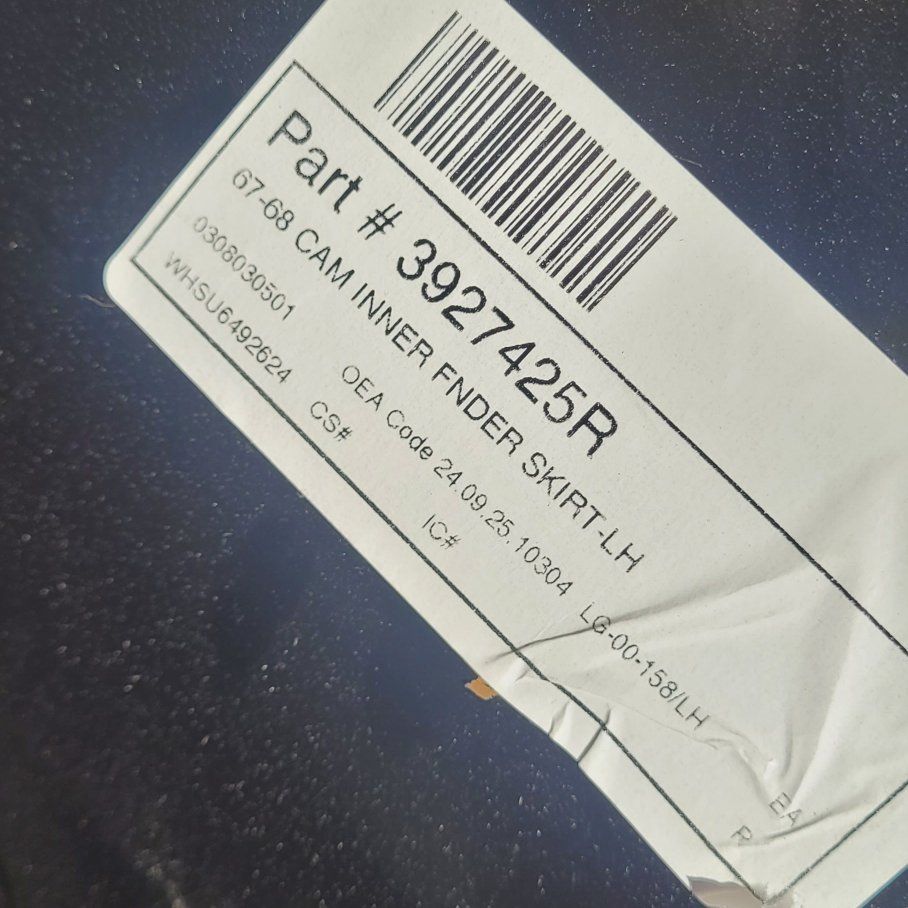 Part # 3927425R
67-68 CAM INNER FNDER SKIRT-LH
0308030501 OEA Code 24.09.25.10304 LG-00-158/LH EA
WHSU6492624 CS# IC# R